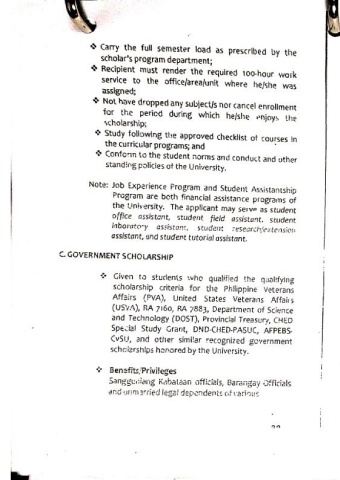 ❖ Carry the full semester load as prescribed by the
scholar's program department;
❖ Recipient must render the required 100-hour work
service to the office/area/unit where he/she was
assigned;
❖ Not have dropped any subject/s nor cancel enrollment
for the period during which he/she enjoys the
scholarship;
❖ Study following the approved checklist of courses in
the curricular programs; and
❖ Conform to the student norms and conduct and other
standing policies of the University.
Note: Job Experience Program and Student Assistantship
Program are both financial assistance programs of
the University. The applicant may serve as student
office assistant, student field assistant, student
laboratory assistant, student research/extension
assistant, and student tutorial assistant.
C. GOVERNMENT SCHOLARSHIP
❖ Given to students who qualified the qualifying
scholarship criteria for the Philippine Veterans
Affairs (PVA), United States Veterans Affairs
(USVA), RA 7160, RA 7883, Department of Science
and Technology (DOST), Provincial Treasury, CHED
Special Study Grant, DND-CHED-PASUC, AFPEBS-
CvSU, and other similar recognized government
scholarships honored by the University.
❖ Benefits/Privileges
Sangguniang Kabataan officials, Barangay Officials
and unmarried legal dependents of various